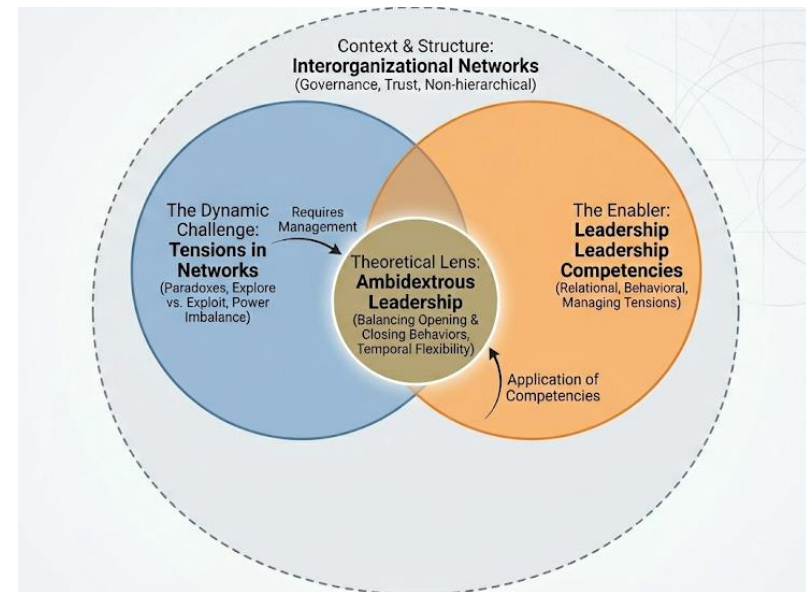 Context & Structure:
Interorganizational Networks
(Governance, Trust, Non-hierarchical)
The Dynamic
Challenge:
Tensions in
Networks
(Paradoxes, Explore
vs. Exploit, Power
Imbalance)
Requires
Management
Theoretical Lens:
Ambidextrous
Leadership
(Balancing Opening &
Closing Behaviors,
Temporal Flexibility)
The Enabler:
Leadership
Leadership
Competencies
(Relational, Behavioral,
Managing Tensions)
Application of
Competencies